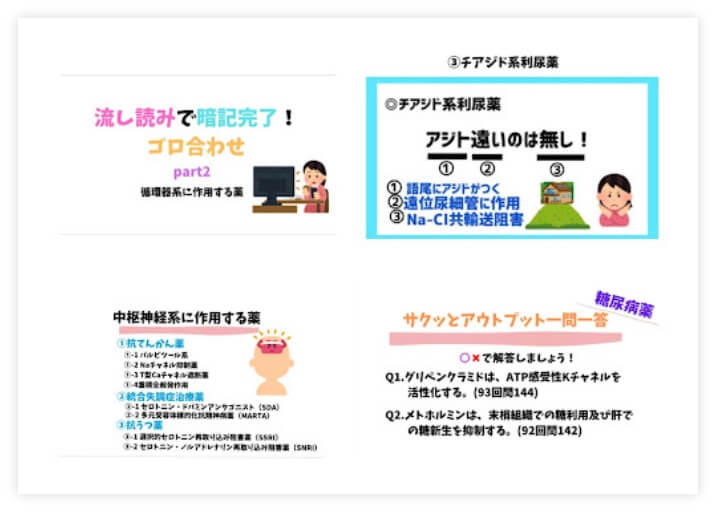 流し読みで暗記完了！
ゴロ合わせ
part2
循環器系に作用する薬
③チアジド系利尿薬
◎チアジド系利尿薬
アジト遠いのは無し！
① ② ③
① 語尾にアジドがつく
②遠位尿細管に作用
③ Na-Cl共輸送阻害
中枢神経系に作用する薬
①抗てんかん薬
①-1 バルビツール系
①-2 Naチャネル抑制薬
①-3 T型Caチャネル遮断薬
①-4著明全般発作用
②統合失調症治療薬
②-1 セロトニン・ドパミンアンタゴニスト（SDA）
②-2 多元受容体標的化抗精神病薬（MARTA）
③抗うつ薬
③-1 選択的セロトニン再取り込み阻害薬（SSRI）
③-2 セロトニン・ノルアドレナリン再取り込み阻害薬（SNRI）
糖尿病薬
サクッとアウトプット一問一答
○×で解答しましょう！
Q1.グリベンクラミドは、ATP感受性Kチャネルを
活性化する。(93回問144)
Q2.メトホルミンは、末梢組織での糖利用及び肝で
の糖新生を抑制する。(92回問142)